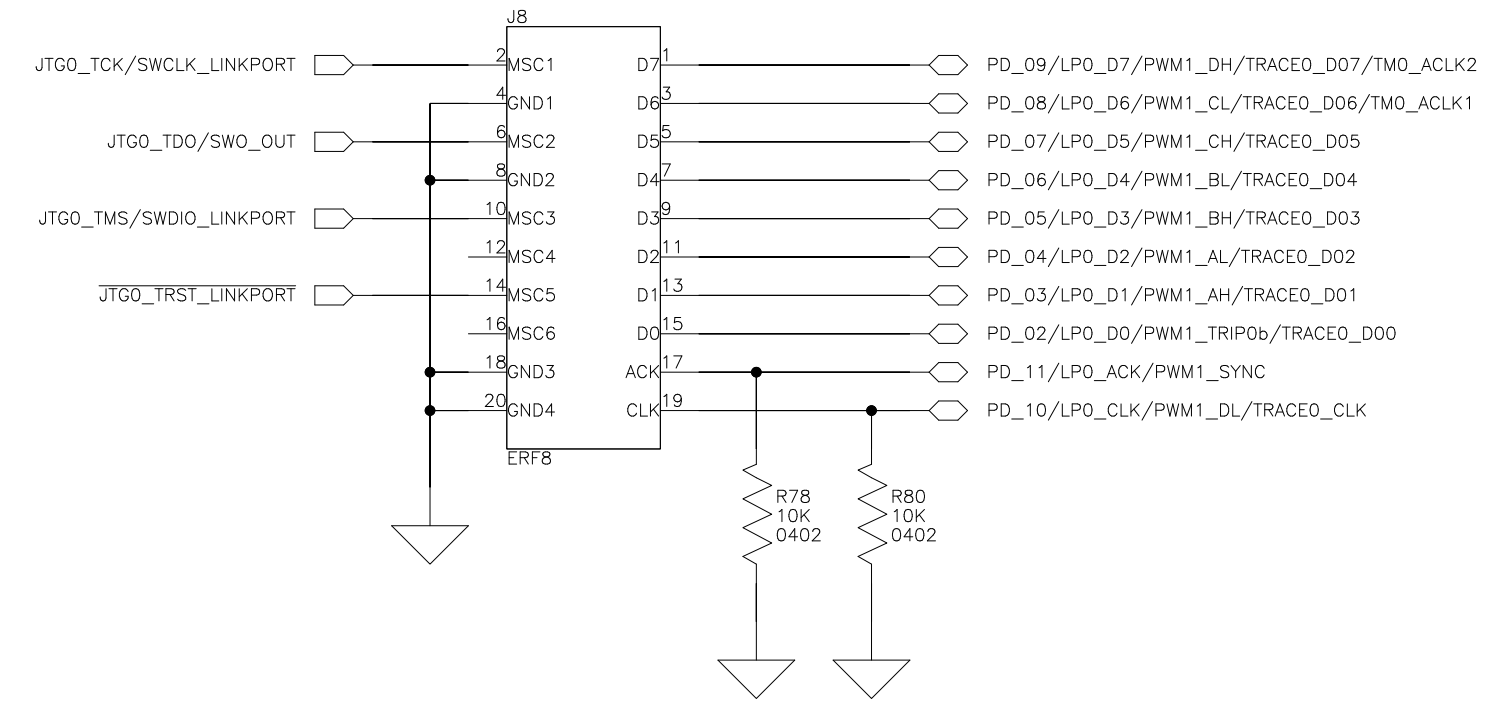 J8
JTG0_TCK/SWCLK_LINKPORT 2 MSC1 D7 1 PD_09/LP0_D7/PWM1_DH/TRACE0_D07/TM0_ACLK2
4 GND1 D6 3 PD_08/LP0_D6/PWM1_CL/TRACE0_D06/TM0_ACLK1
JTG0_TDO/SWO_OUT 6 MSC2 D5 5 PD_07/LP0_D5/PWM1_CH/TRACE0_D05
8 GND2 D4 7 PD_06/LP0_D4/PWM1_BL/TRACE0_D04
JTG0_TMS/SWDIO_LINKPORT 10 MSC3 D3 9 PD_05/LP0_D3/PWM1_BH/TRACE0_D03
12 MSC4 D2 11 PD_04/LP0_D2/PWM1_AL/TRACE0_D02
JTG0_TRST_LINKPORT 14 MSC5 D1 13 PD_03/LP0_D1/PWM1_AH/TRACE0_D01
16 MSC6 D0 15 PD_02/LP0_D0/PWM1_TRIP0b/TRACE0_D00
18 GND3 ACK 17 PD_11/LP0_ACK/PWM1_SYNC
20 GND4 CLK 19 PD_10/LP0_CLK/PWM1_DL/TRACE0_CLK
ERF8
R78
10K
0402
R80
10K
0402